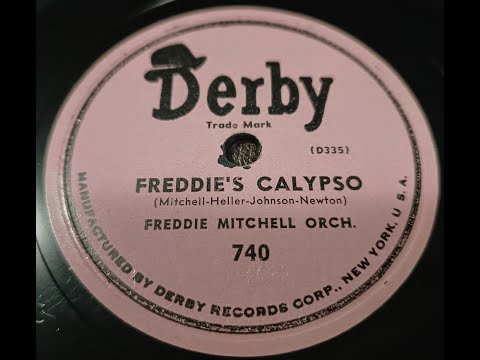 Derby
Trade Mark
(D335)
FREDDIE'S CALYPSO
(Mitchell-Heller-Johnson-Newton)
FREDDIE MITCHELL ORCH.
740
MANUFACTURED BY DERBY RECORDS CORP., NEW YORK, U. S. A.